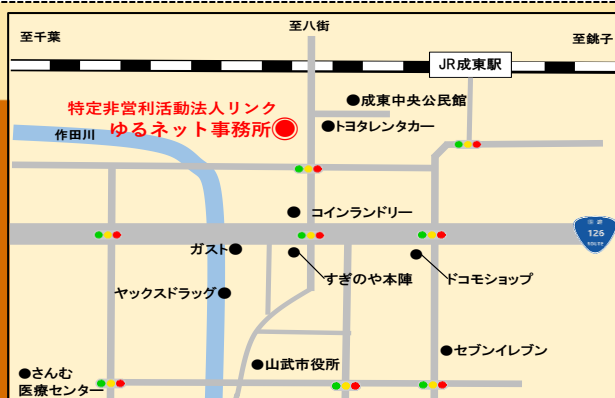 至八街
至千葉
至銚子
JR成東駅
成東中央公民館
特定非営利活動法人リンク
ゆるネット事務所
トヨタレンタカー
作田川
コインランドリー
国道
126
ROUTE
ガスト
すぎのや本陣
ドコモショップ
ヤックスドラッグ
セブンイレブン
山武市役所
さんむ
医療センター